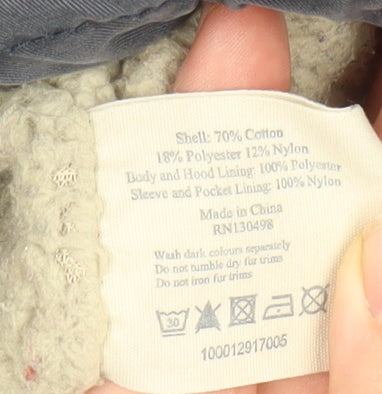 Shell: 70% Cotton
18% Polyester 12% Nylon
Body and Hood Lining: 100% Polyester
Sleeve and Pocket Lining: 100% Nylon
Made in China
RN130498
Wash dark colours separately
Do not tumble dry fur trims
Do not iron fur trims
30
100012917005